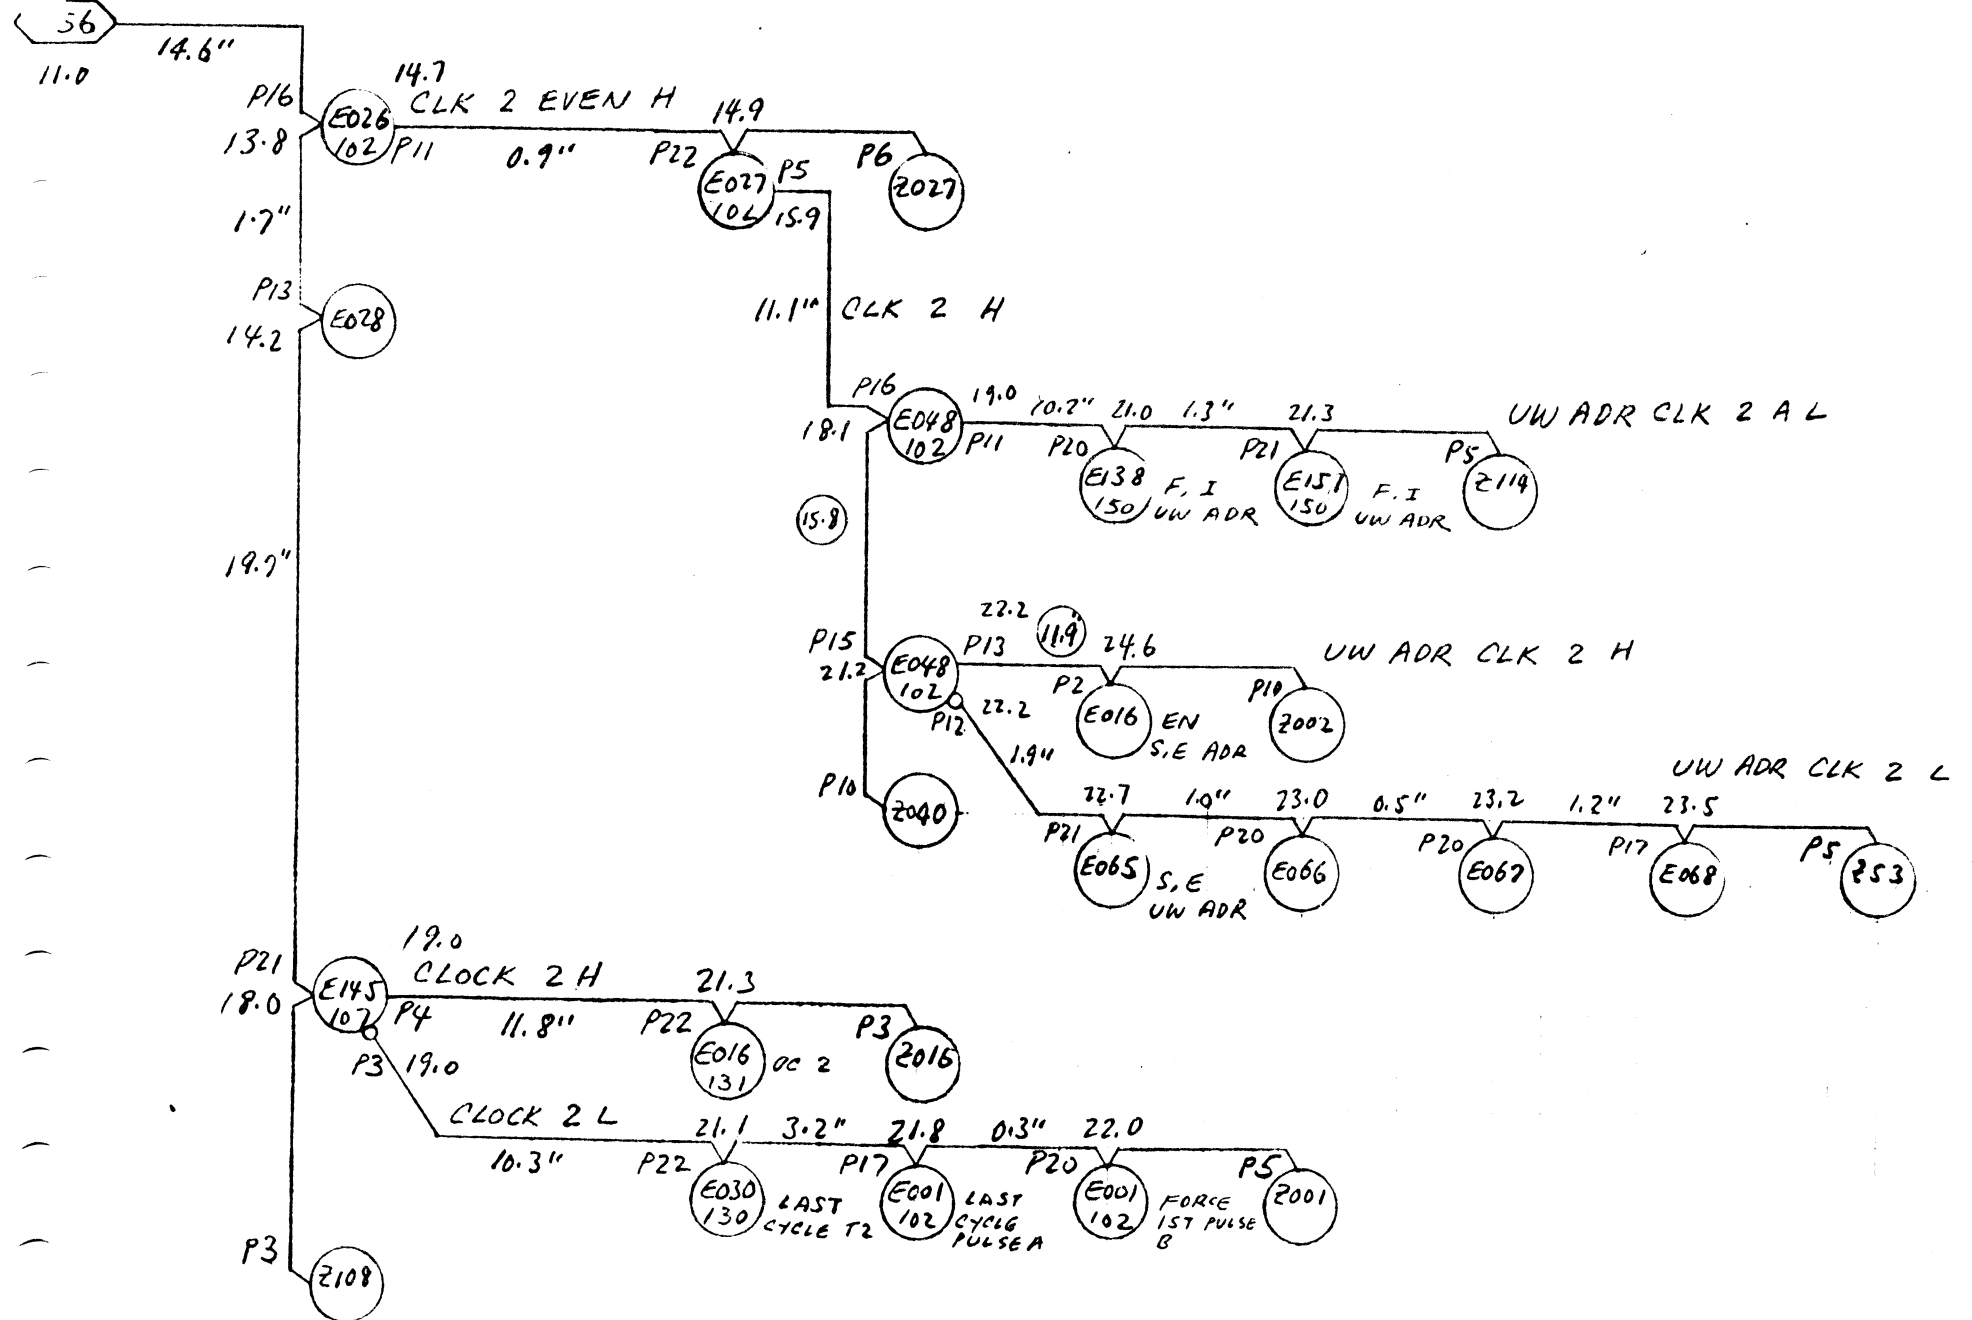 36
14.6"
11.0
P16
13.8
E026
102
14.7
CLK 2 EVEN H
P11
0.9"
14.9
P22
E027
102
P5
15.9
P6
Z027
1.7"
P13
14.2
E028
11.1" CLK 2 H
P16
18.1
E048
102
19.0
P11
10.2"
21.0
P20
E138
150
F, I
UW ADR
1.3"
21.3
P21
E151
150
F. I
UW ADR
P5
Z119
UW ADR CLK 2 A L
15.8
19.7"
P15
21.2
E048
102
22.2
P13
11.9"
24.6
P2
E016
EN
S,E ADR
P10
Z002
UW ADR CLK 2 H
P12
22.2
1.9"
P10
Z040
UW ADR CLK 2 L
22.7
P21
E065
S, E
UW ADR
1.0"
23.0
P20
E066
0.5"
23.2
P20
E067
1.2"
23.5
P17
E068
P5
Z53
P21
18.0
E145
102
19.0
CLOCK 2 H
P4
11.8"
21.3
P22
E016
131
OC 2
P3
Z016
P3
19.0
CLOCK 2 L
10.3"
21.1
P22
E030
130
LAST
CYCLE T2
3.2"
21.8
P17
E001
102
LAST
CYCLE
PULSE A
0.3"
22.0
P20
E001
102
FORCE
1ST PULSE
B
P5
Z001
P3
Z108